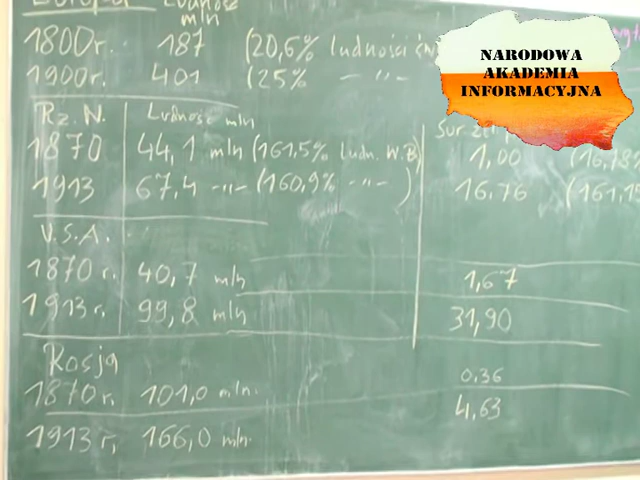 Europa Ludność
mln
1800r. 187 (20,6% ludności
1900r. 401 (25% -"-
NARODOWA
AKADEMIA
INFORMACYJNA
Rz. N. Ludność mln
1870 44,1 mln (161,5% ludn. W.B) 1,00
1913 67,4 -"- (160,9% -"- ) 16.76
U.S.A.
1870 r. 40,7 mln 1,67
1913 r. 99,8 mln 31,90
Rosja
1870 r. 101,0 mln. 0.36
1913 r. 166,0 mln. 4,63